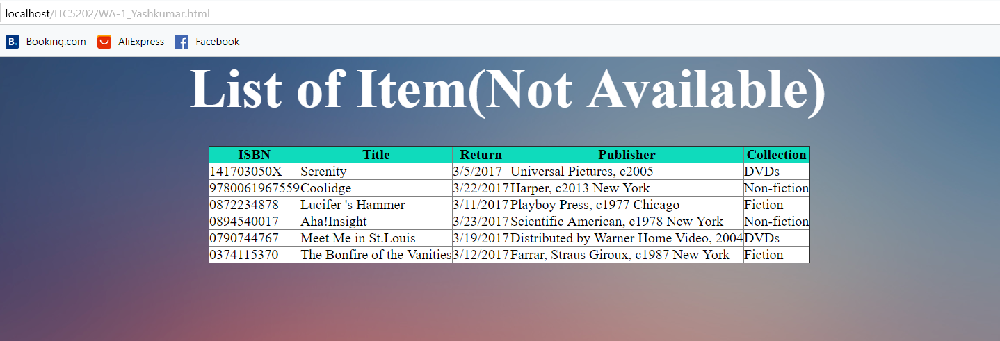 localhost/ITC5202/WA-1_Yashkumar.html
B. Booking.com AliExpress Facebook
List of Item(Not Available)
ISBN Title Return Publisher Collection
141703050X Serenity 3/5/2017 Universal Pictures, c2005 DVDs
9780061967559 Coolidge 3/22/2017 Harper, c2013 New York Non-fiction
0872234878 Lucifer 's Hammer 3/11/2017 Playboy Press, c1977 Chicago Fiction
0894540017 Aha!Insight 3/23/2017 Scientific American, c1978 New York Non-fiction
0790744767 Meet Me in St.Louis 3/19/2017 Distributed by Warner Home Video, 2004 DVDs
0374115370 The Bonfire of the Vanities 3/12/2017 Farrar, Straus Giroux, c1987 New York Fiction